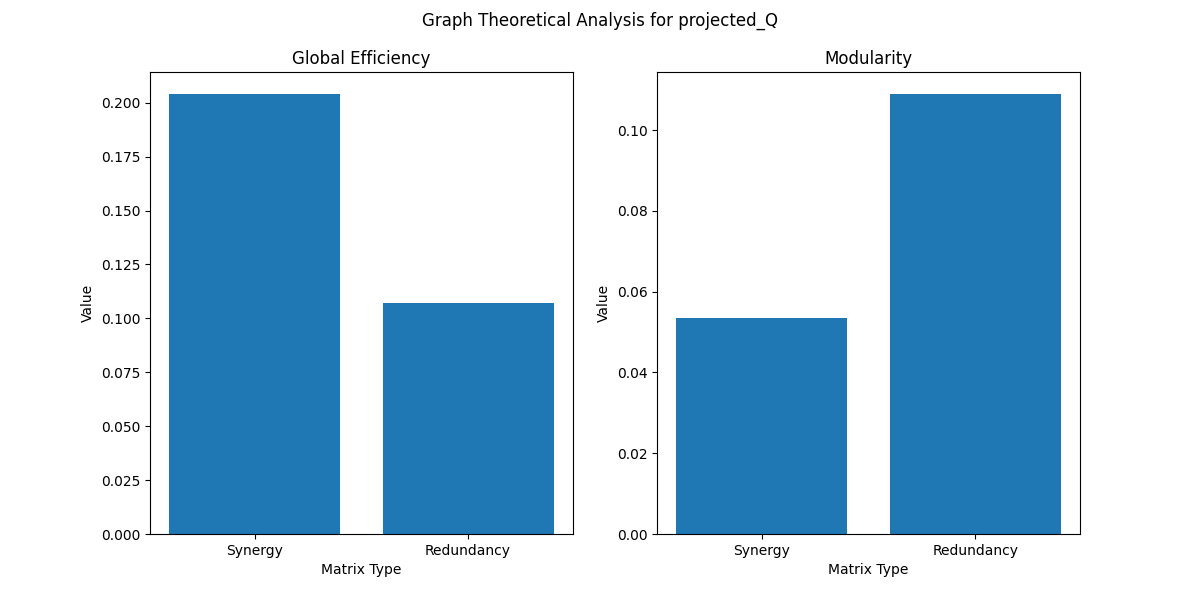 Graph Theoretical Analysis for projected_Q
Global Efficiency
Value
0.200
0.175
0.150
0.125
0.100
0.075
0.050
0.025
0.000
Synergy
Redundancy
Matrix Type
Modularity
Value
0.10
0.08
0.06
0.04
0.02
0.00
Synergy
Redundancy
Matrix Type